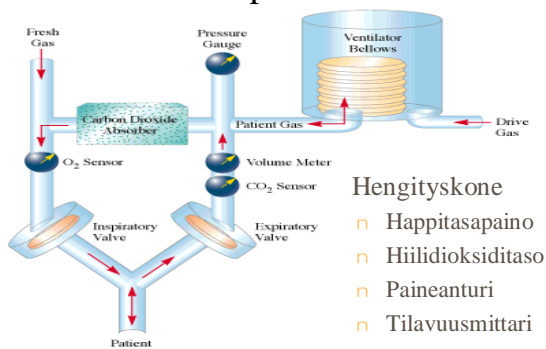 Fresh
Gas
Pressure
Gauge
Ventilator
Bellows
Carbon Dioxide
Absorber
Patient Gas
Drive
Gas
O₂ Sensor
Volume Meter
CO₂ Sensor
Inspiratory
Valve
Expiratory
Valve
Patient
Hengityskone
n Happitasapaino
n Hiilidioksiditaso
n Paineanturi
n Tilavuusmittari